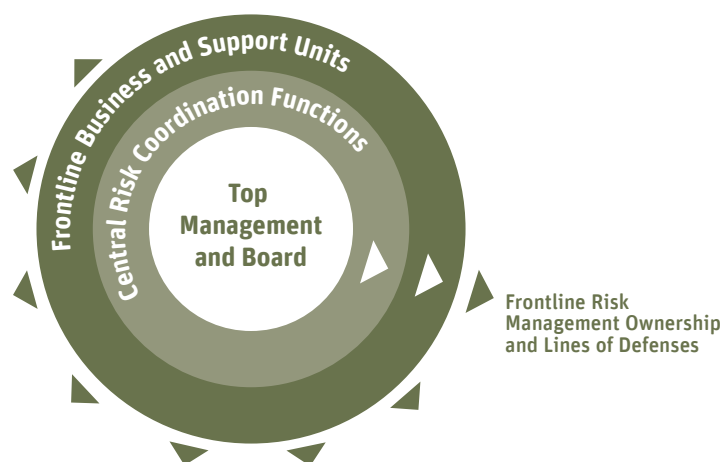 Frontline Business and Support Units
Central Risk Coordination Functions
Top
Management
and Board
Frontline Risk
Management Ownership
and Lines of Defenses